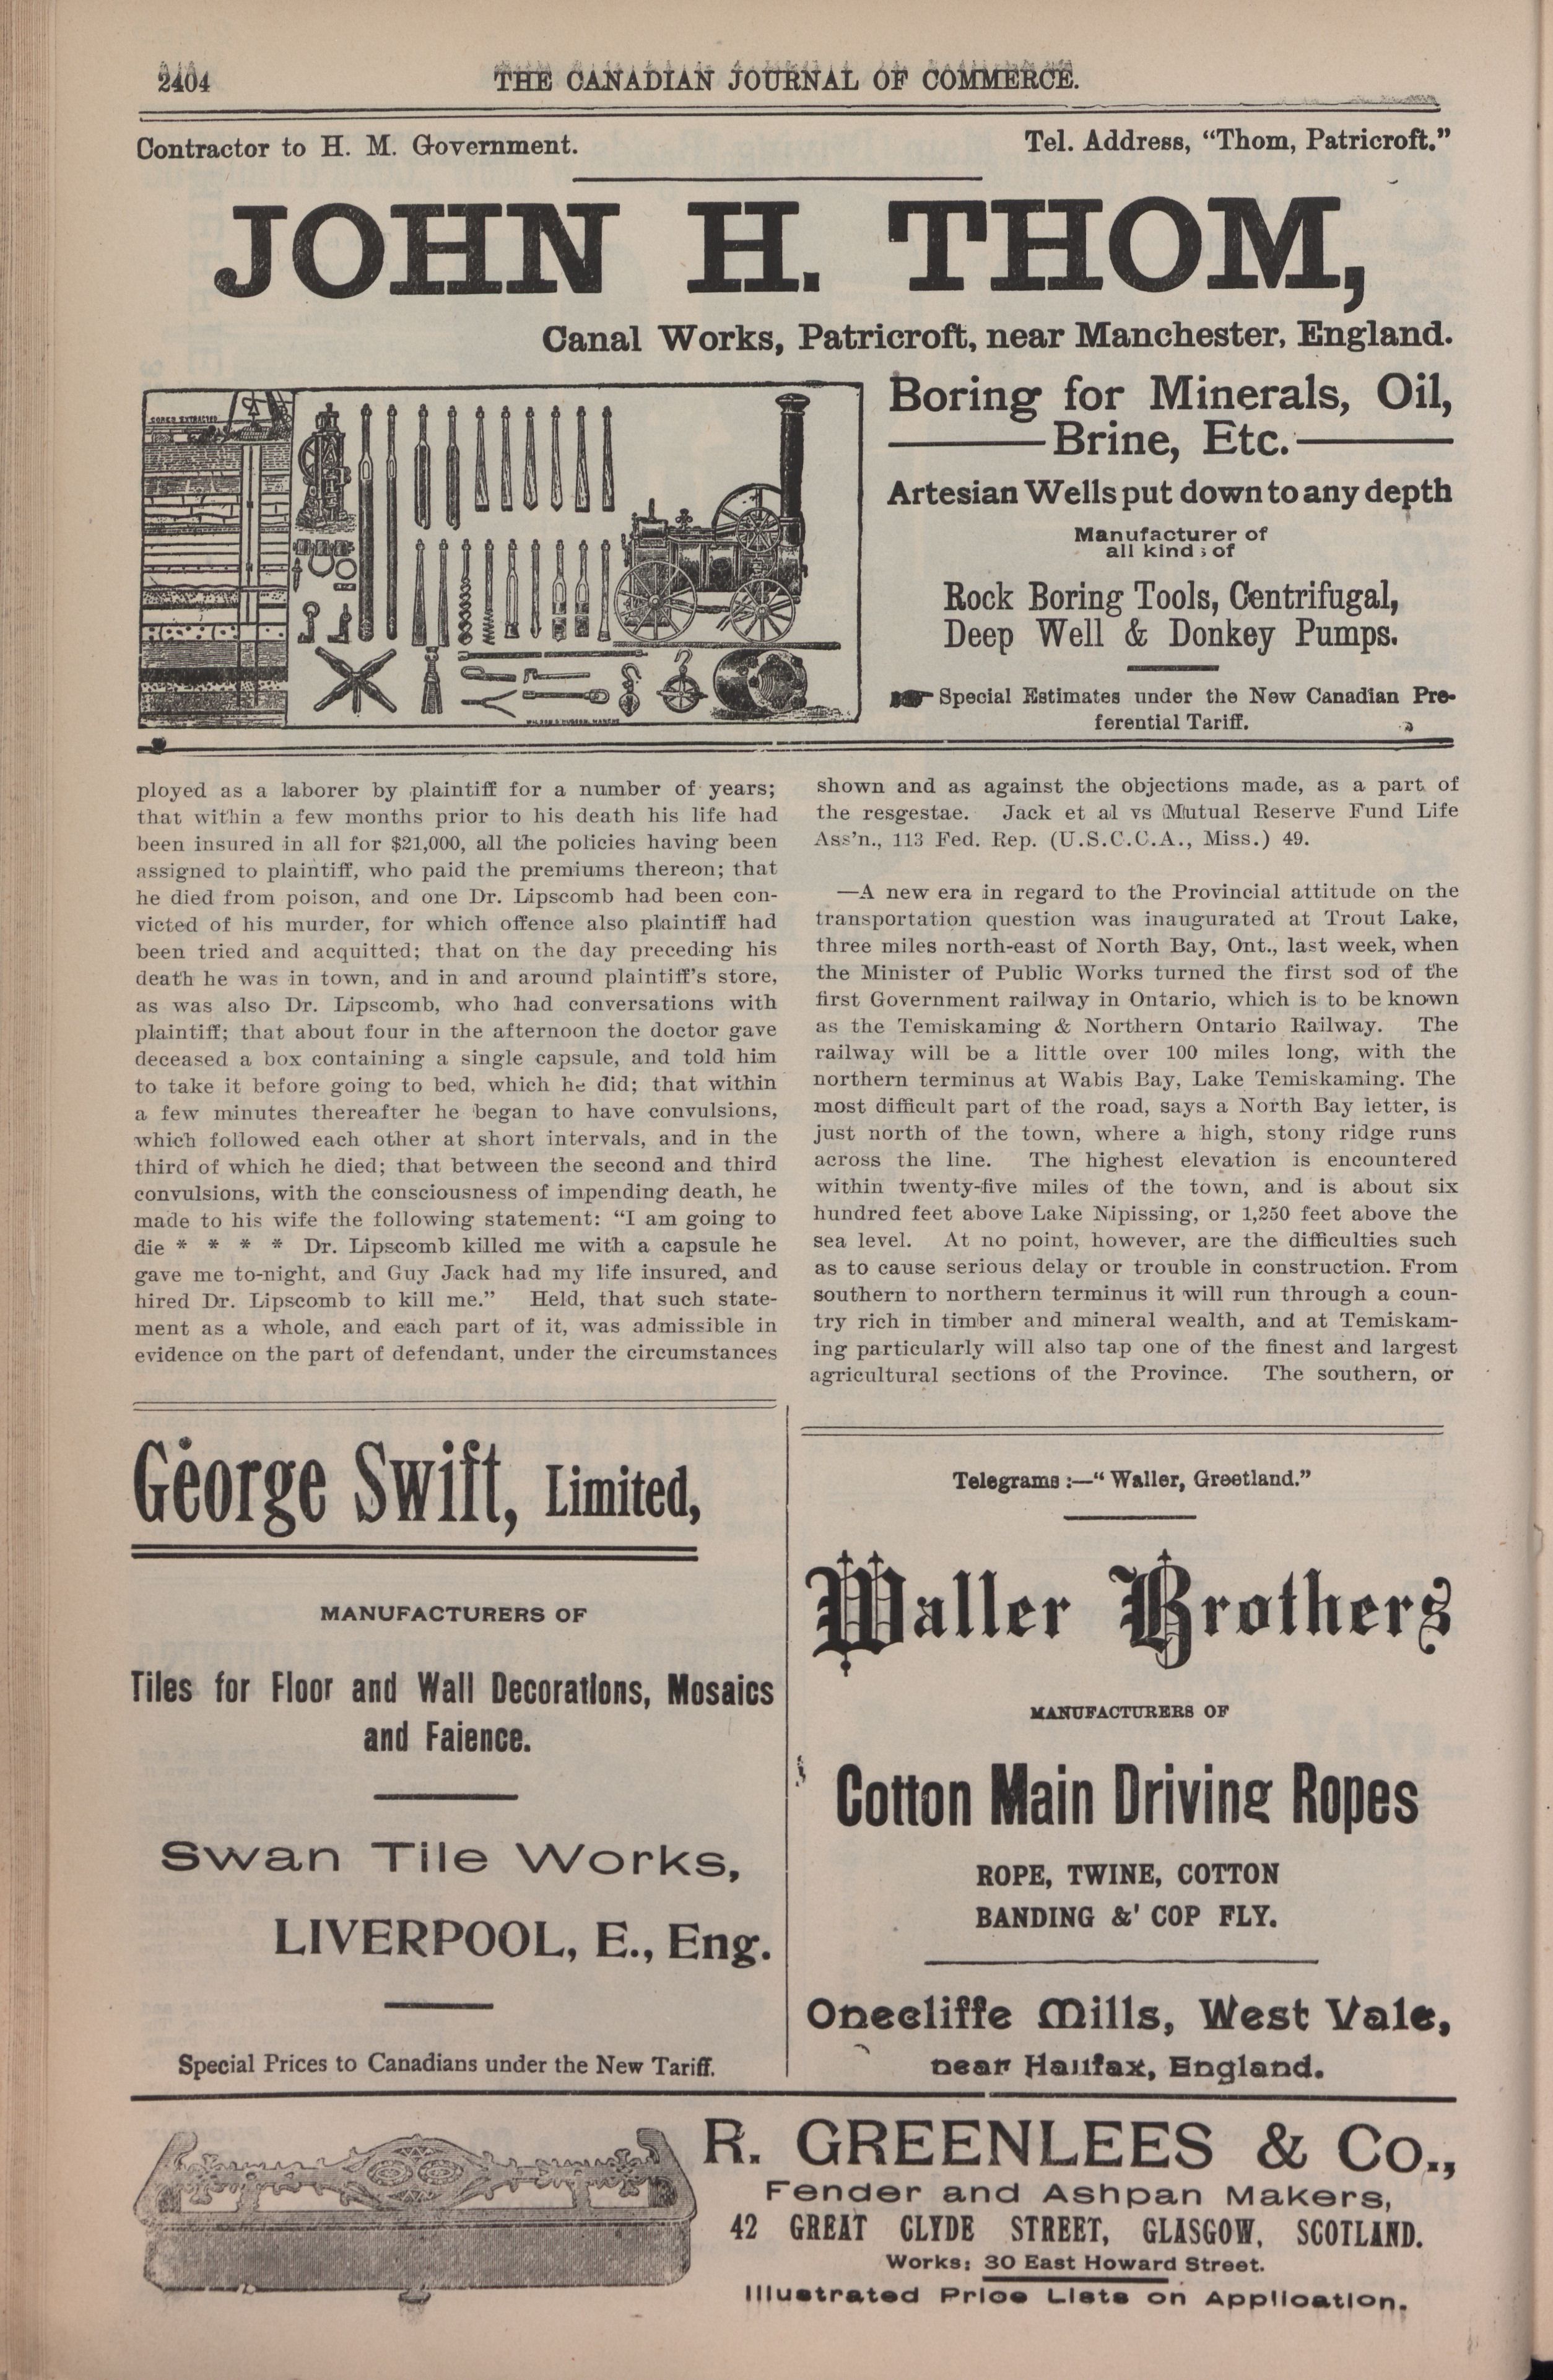 2404
THE CANADIAN JOURNAL OF COMMERCE.
Contractor to H. M. Government.
Tel. Address, "Thom, Patricroft."
JOHN H. THOM,
Canal Works, Patricroft, near Manchester, England.
CORES EXTRACTED
Boring for Minerals, Oil,
Brine, Etc.
Artesian Wells put down to any depth
Manufacturer of
all kinds of
Rock Boring Tools, Centrifugal,
Deep Well & Donkey Pumps.
Special Estimates under the New Canadian Pre-
ferential Tariff.
ployed as a laborer by plaintiff for a number of years;
that within a few months prior to his death his life had
been insured in all for $21,000, all the policies having been
assigned to plaintiff, who paid the premiums thereon; that
he died from poison, and one Dr. Lipscomb had been con-
victed of his murder, for which offence also plaintiff had
been tried and acquitted; that on the day preceding his
death he was in town, and in and around plaintiff's store,
as was also Dr. Lipscomb, who had conversations with
plaintiff; that about four in the afternoon the doctor gave
deceased a box containing a single capsule, and told him
to take it before going to bed, which he did; that within
a few minutes thereafter he began to have convulsions,
which followed each other at short intervals, and in the
third of which he died; that between the second and third
convulsions, with the consciousness of impending death, he
made to his wife the following statement: "I am going to
die * * * * Dr. Lipscomb killed me with a capsule he
gave me to-night, and Guy Jack had my life insured, and
hired Dr. Lipscomb to kill me." Held, that such state-
ment as a whole, and each part of it, was admissible in
evidence on the part of defendant, under the circumstances
shown and as against the objections made, as a part of
the resgestae. Jack et al vs Mutual Reserve Fund Life
Ass'n., 113 Fed. Rep. (U.S.C.C.A., Miss.) 49.
—A new era in regard to the Provincial attitude on the
transportation question was inaugurated at Trout Lake,
three miles north-east of North Bay, Ont., last week, when
the Minister of Public Works turned the first sod of the
first Government railway in Ontario, which is to be known
as the Temiskaming & Northern Ontario Railway. The
railway will be a little over 100 miles long, with the
northern terminus at Wabis Bay, Lake Temiskaming. The
most difficult part of the road, says a North Bay letter, is
just north of the town, where a high, stony ridge runs
across the line. The highest elevation is encountered
within twenty-five miles of the town, and is about six
hundred feet above Lake Nipissing, or 1,250 feet above the
sea level. At no point, however, are the difficulties such
as to cause serious delay or trouble in construction. From
southern to northern terminus it will run through a coun-
try rich in timber and mineral wealth, and at Temiskam-
ing particularly will also tap one of the finest and largest
agricultural sections of the Province. The southern, or
George Swift, Limited,
MANUFACTURERS OF
Tiles for Floor and Wall Decorations, Mosaics
and Faience.
Swan Tile Works,
LIVERPOOL, E., Eng.
Special Prices to Canadians under the New Tariff.
Telegrams :—"Waller, Greetland."
Waller Brothers
MANUFACTURERS OF
Cotton Main Driving Ropes
ROPE, TWINE, COTTON
BANDING & COP FLY.
Onecliffe Mills, West Vale,
near Halifax, England.
R. GREENLEES & Co.,
Fender and Ashpan Makers,
42 GREAT CLYDE STREET, GLASGOW, SCOTLAND.
Works: 30 East Howard Street.
Illustrated Price Lists on Application.